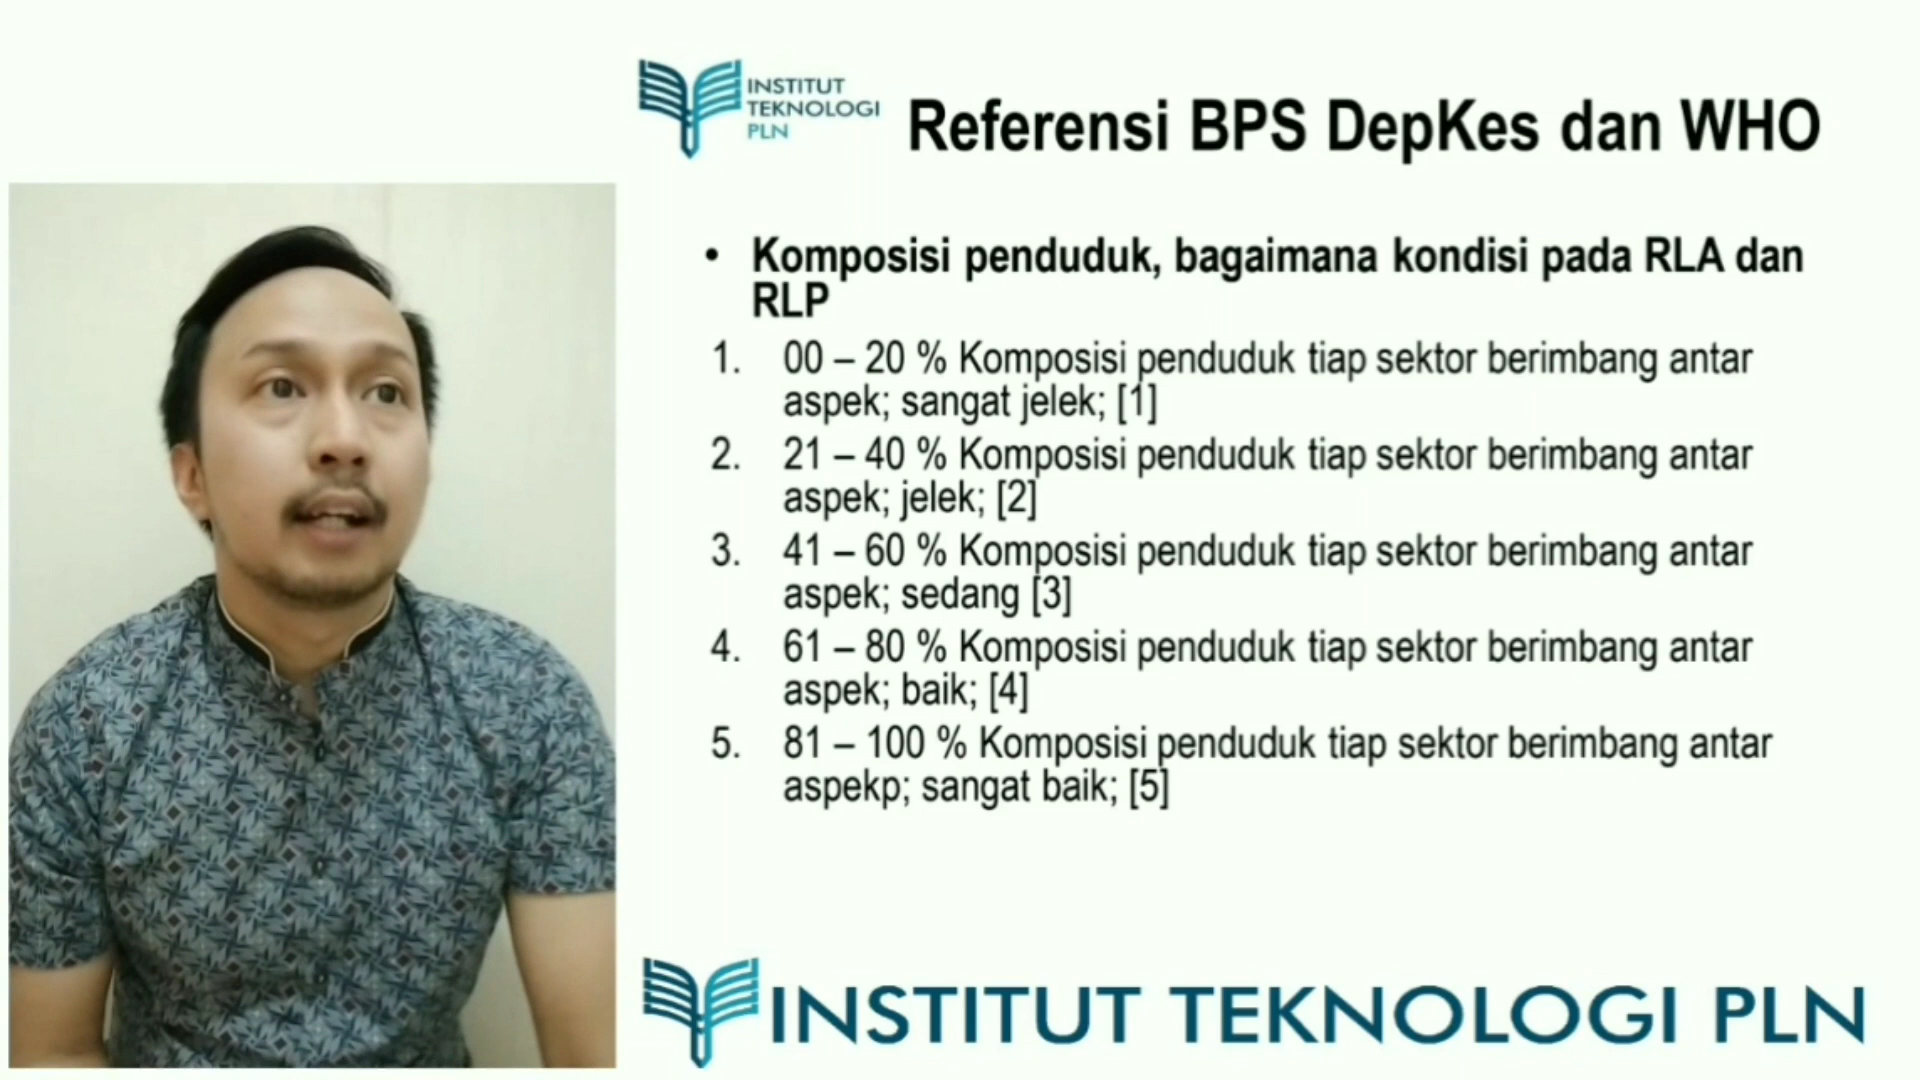 INSTITUT
TEKNOLOGI
PLN
Referensi BPS DepKes dan WHO
• Komposisi penduduk, bagaimana kondisi pada RLA dan
RLP
1. 00 – 20 % Komposisi penduduk tiap sektor berimbang antar
aspek; sangat jelek; [1]
2. 21 – 40 % Komposisi penduduk tiap sektor berimbang antar
aspek; jelek; [2]
3. 41 – 60 % Komposisi penduduk tiap sektor berimbang antar
aspek; sedang [3]
4. 61 – 80 % Komposisi penduduk tiap sektor berimbang antar
aspek; baik; [4]
5. 81 – 100 % Komposisi penduduk tiap sektor berimbang antar
aspekp; sangat baik; [5]
INSTITUT TEKNOLOGI PLN